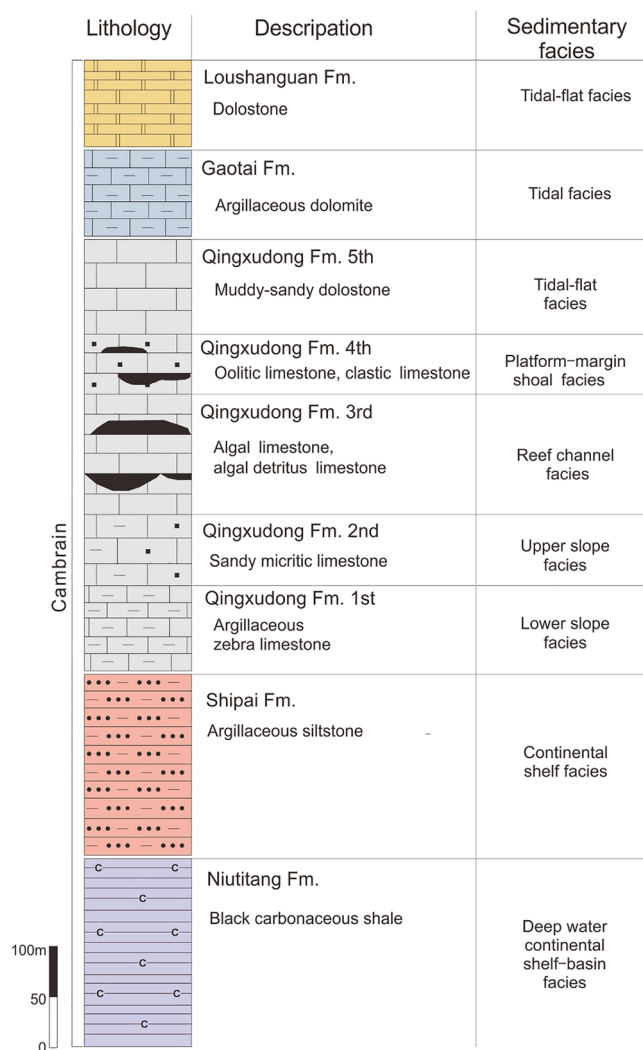 Lithology
Descripation
Sedimentary
facies
Loushanguan Fm.
Dolostone
Tidal-flat facies
Gaotai Fm.
Argillaceous dolomite
Tidal facies
Qingxudong Fm. 5th
Muddy-sandy dolostone
Tidal-flat
facies
Qingxudong Fm. 4th
Oolitic limestone, clastic limestone
Platform-margin
shoal facies
Qingxudong Fm. 3rd
Algal limestone,
algal detritus limestone
Reef channel
facies
Qingxudong Fm. 2nd
Sandy micritic limestone
Upper slope
facies
Qingxudong Fm. 1st
Argillaceous
zebra limestone
Lower slope
facies
Shipai Fm.
Argillaceous siltstone
Continental
shelf facies
Niutitang Fm.
Black carbonaceous shale
Deep water
continental
shelf-basin
facies
Cambrain
C C
C
C C
C
C C
C
100m
50
0